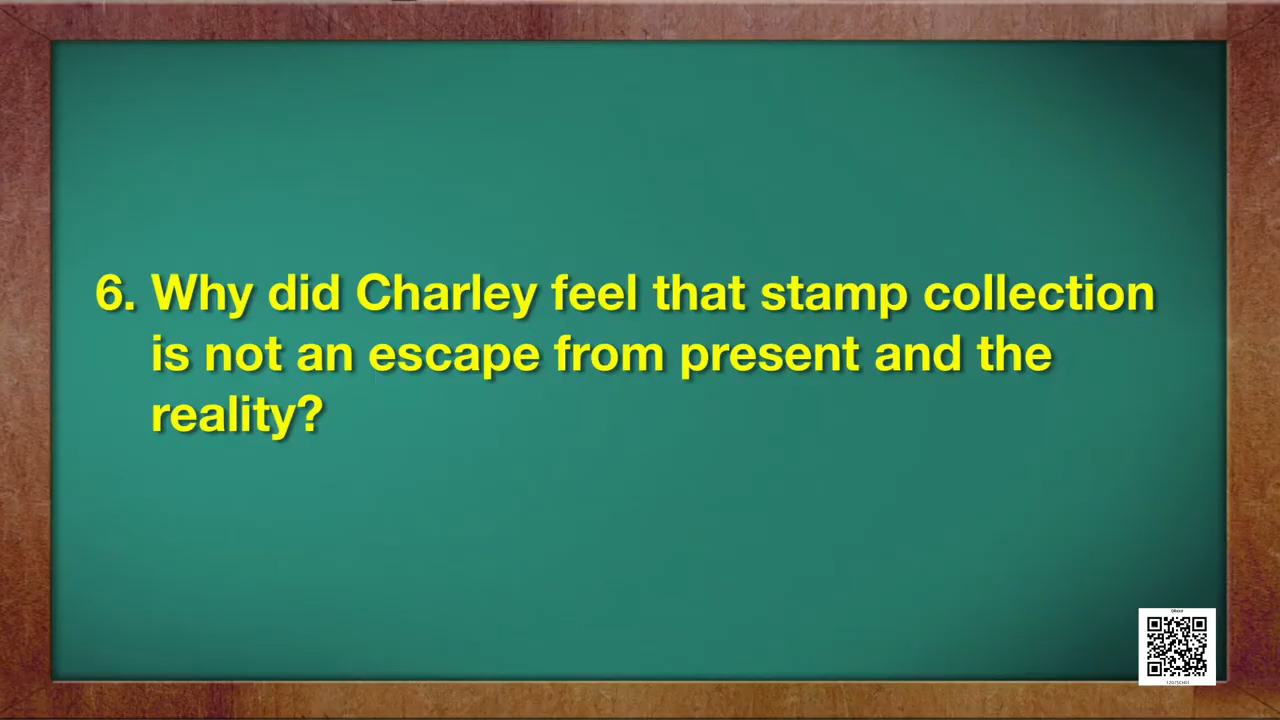 6. Why did Charley feel that stamp collection
is not an escape from present and the
reality?